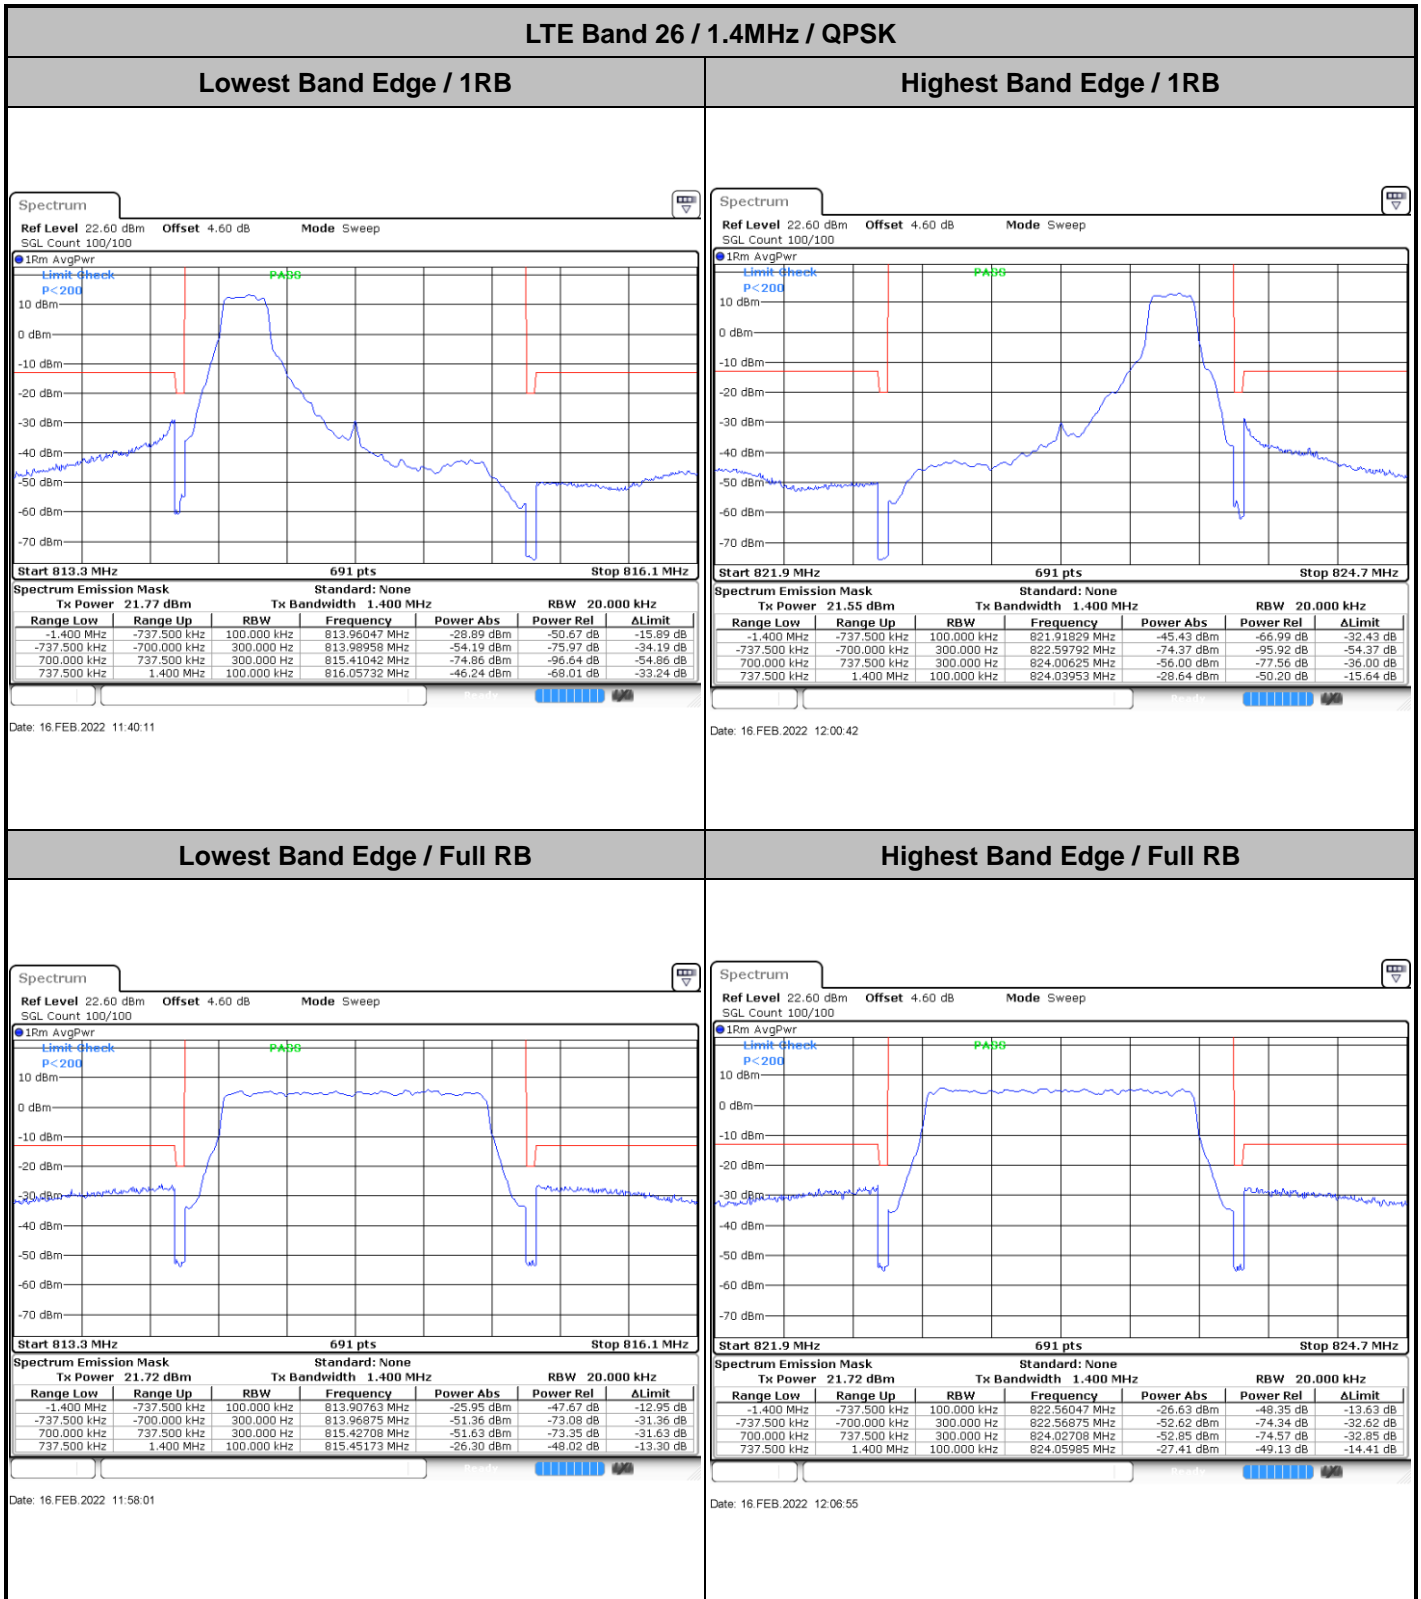 LTE Band 26 / 1.4MHz / QPSK
Lowest Band Edge / 1RB
Highest Band Edge / 1RB
Spectrum
Ref Level 22.60 dBm Offset 4.60 dB Mode Sweep
SGL Count 100/100
1Rm AvgPwr
Limit Check PASS
P<200
10 dBm
0 dBm
-10 dBm
-20 dBm
-30 dBm
-40 dBm
-50 dBm
-60 dBm
-70 dBm
Start 813.3 MHz 691 pts Stop 816.1 MHz
Spectrum Emission Mask Standard: None
Tx Power 21.77 dBm Tx Bandwidth 1.400 MHz RBW 20.000 kHz
Range Low Range Up RBW Frequency Power Abs Power Rel ΔLimit
-1.400 MHz -737.500 kHz 100.000 kHz 813.96047 MHz -28.89 dBm -50.67 dB -15.89 dB
-737.500 kHz -700.000 kHz 300.000 Hz 813.98958 MHz -54.19 dBm -75.97 dB -34.19 dB
700.000 kHz 737.500 kHz 300.000 Hz 815.41042 MHz -74.86 dBm -96.64 dB -54.86 dB
737.500 kHz 1.400 MHz 100.000 kHz 816.05732 MHz -46.24 dBm -68.01 dB -33.24 dB
Ready
Date: 16.FEB.2022 11:40:11
Spectrum
Ref Level 22.60 dBm Offset 4.60 dB Mode Sweep
SGL Count 100/100
1Rm AvgPwr
Limit Check PASS
P<200
10 dBm
0 dBm
-10 dBm
-20 dBm
-30 dBm
-40 dBm
-50 dBm
-60 dBm
-70 dBm
Start 821.9 MHz 691 pts Stop 824.7 MHz
Spectrum Emission Mask Standard: None
Tx Power 21.55 dBm Tx Bandwidth 1.400 MHz RBW 20.000 kHz
Range Low Range Up RBW Frequency Power Abs Power Rel ΔLimit
-1.400 MHz -737.500 kHz 100.000 kHz 821.91829 MHz -45.43 dBm -66.99 dB -32.43 dB
-737.500 kHz -700.000 kHz 300.000 Hz 822.59792 MHz -74.37 dBm -95.92 dB -54.37 dB
700.000 kHz 737.500 kHz 300.000 Hz 824.00625 MHz -56.00 dBm -77.56 dB -36.00 dB
737.500 kHz 1.400 MHz 100.000 kHz 824.03953 MHz -28.64 dBm -50.20 dB -15.64 dB
Ready
Date: 16.FEB.2022 12:00:42
Lowest Band Edge / Full RB
Highest Band Edge / Full RB
Spectrum
Ref Level 22.60 dBm Offset 4.60 dB Mode Sweep
SGL Count 100/100
1Rm AvgPwr
Limit Check PASS
P<200
10 dBm
0 dBm
-10 dBm
-20 dBm
-30 dBm
-40 dBm
-50 dBm
-60 dBm
-70 dBm
Start 813.3 MHz 691 pts Stop 816.1 MHz
Spectrum Emission Mask Standard: None
Tx Power 21.72 dBm Tx Bandwidth 1.400 MHz RBW 20.000 kHz
Range Low Range Up RBW Frequency Power Abs Power Rel ΔLimit
-1.400 MHz -737.500 kHz 100.000 kHz 813.90763 MHz -25.95 dBm -47.67 dB -12.95 dB
-737.500 kHz -700.000 kHz 300.000 Hz 813.96875 MHz -51.36 dBm -73.08 dB -31.36 dB
700.000 kHz 737.500 kHz 300.000 Hz 815.42708 MHz -51.63 dBm -73.35 dB -31.63 dB
737.500 kHz 1.400 MHz 100.000 kHz 815.45173 MHz -26.30 dBm -48.02 dB -13.30 dB
Ready
Date: 16.FEB.2022 11:58:01
Spectrum
Ref Level 22.60 dBm Offset 4.60 dB Mode Sweep
SGL Count 100/100
1Rm AvgPwr
Limit Check PASS
P<200
10 dBm
0 dBm
-10 dBm
-20 dBm
-30 dBm
-40 dBm
-50 dBm
-60 dBm
-70 dBm
Start 821.9 MHz 691 pts Stop 824.7 MHz
Spectrum Emission Mask Standard: None
Tx Power 21.72 dBm Tx Bandwidth 1.400 MHz RBW 20.000 kHz
Range Low Range Up RBW Frequency Power Abs Power Rel ΔLimit
-1.400 MHz -737.500 kHz 100.000 kHz 822.56047 MHz -26.63 dBm -48.35 dB -13.63 dB
-737.500 kHz -700.000 kHz 300.000 Hz 822.56875 MHz -52.62 dBm -74.34 dB -32.62 dB
700.000 kHz 737.500 kHz 300.000 Hz 824.02708 MHz -52.85 dBm -74.57 dB -32.85 dB
737.500 kHz 1.400 MHz 100.000 kHz 824.05985 MHz -27.41 dBm -49.13 dB -14.41 dB
Ready
Date: 16.FEB.2022 12:06:55